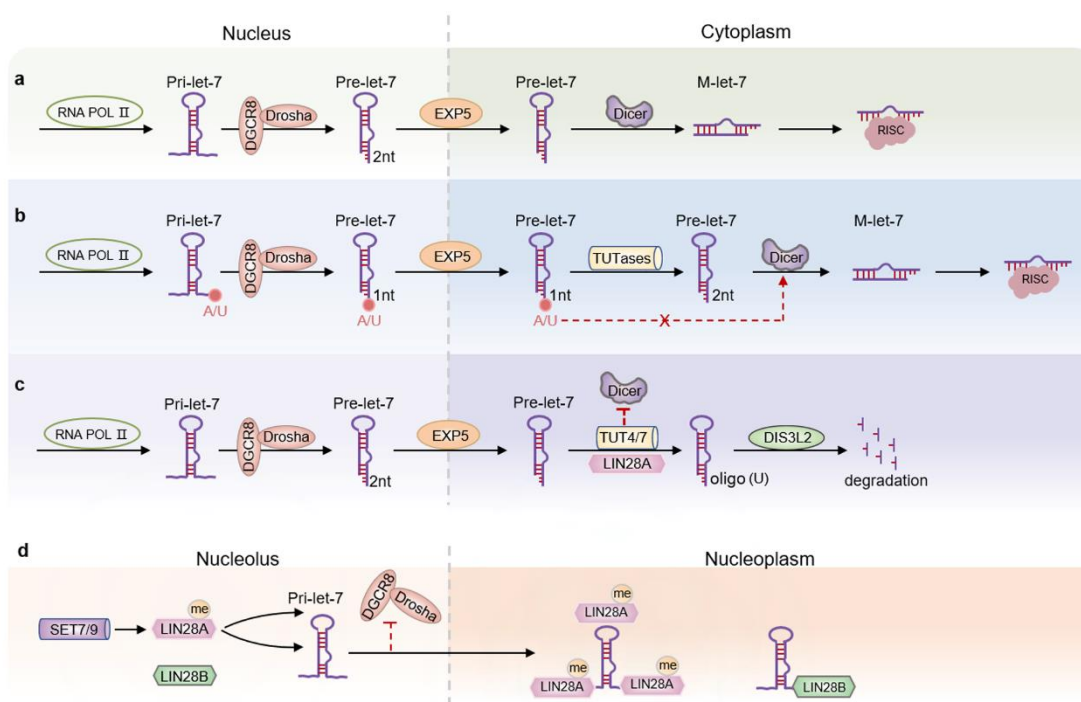 Nucleus
Cytoplasm
a
RNA POL Ⅱ
Pri-let-7
DGCR8
Drosha
Pre-let-7
2nt
EXP5
Pre-let-7
Dicer
M-let-7
RISC
b
RNA POL Ⅱ
Pri-let-7
A/U
DGCR8
Drosha
Pre-let-7
1nt
A/U
EXP5
Pre-let-7
1nt
A/U
X
TUTases
Pre-let-7
2nt
Dicer
M-let-7
RISC
c
RNA POL Ⅱ
Pri-let-7
DGCR8
Drosha
Pre-let-7
2nt
EXP5
Pre-let-7
Dicer
TUT4/7
LIN28A
oligo (U)
DIS3L2
degradation
d
Nucleolus
Nucleoplasm
SET7/9
me
LIN28A
LIN28B
Pri-let-7
DGCR8
Drosha
me
LIN28A
me
LIN28A
me
LIN28A
LIN28B